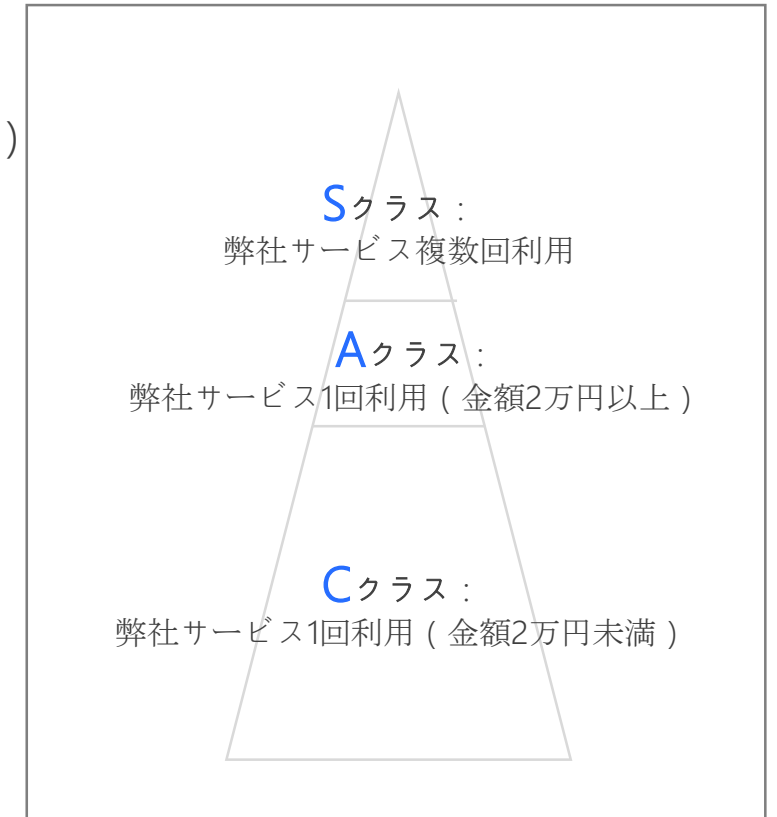 )
Sクラス:
弊社サービス複数回利用
Aクラス:
弊社サービス1回利用(金額2万円以上)
Cクラス:
弊社サービス1回利用(金額2万円未満)